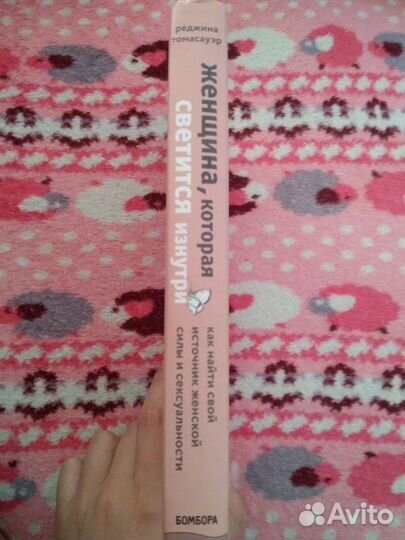 реджина
томасауэр
женщина, которая
светится изнутри
как найти свой
источник женской
силы и сексуальности
БОМБОРА
Avito